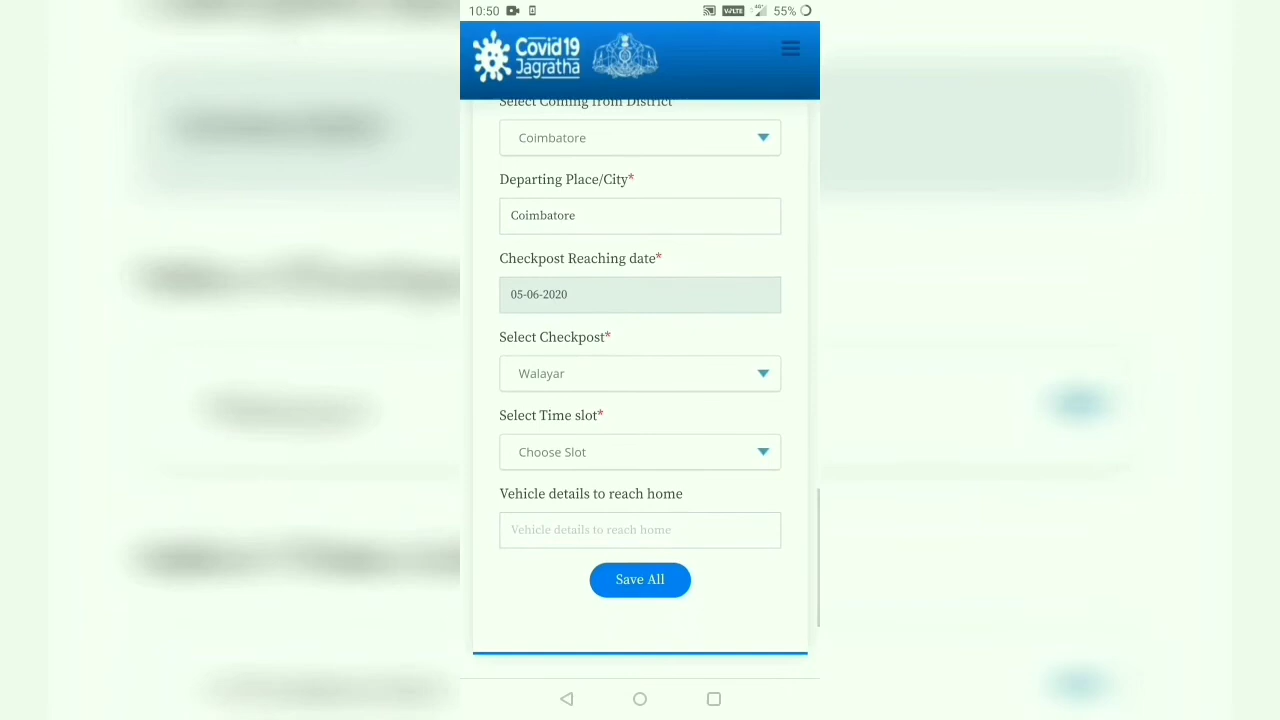 10:50
VoLTE
4G
55%
Covid19
Jagratha
Select Coming from District
Coimbatore
Departing Place/City*
Coimbatore
Checkpost Reaching date*
05-06-2020
Select Checkpost*
Walayar
Select Time slot*
Choose Slot
Vehicle details to reach home
Vehicle details to reach home
Save All